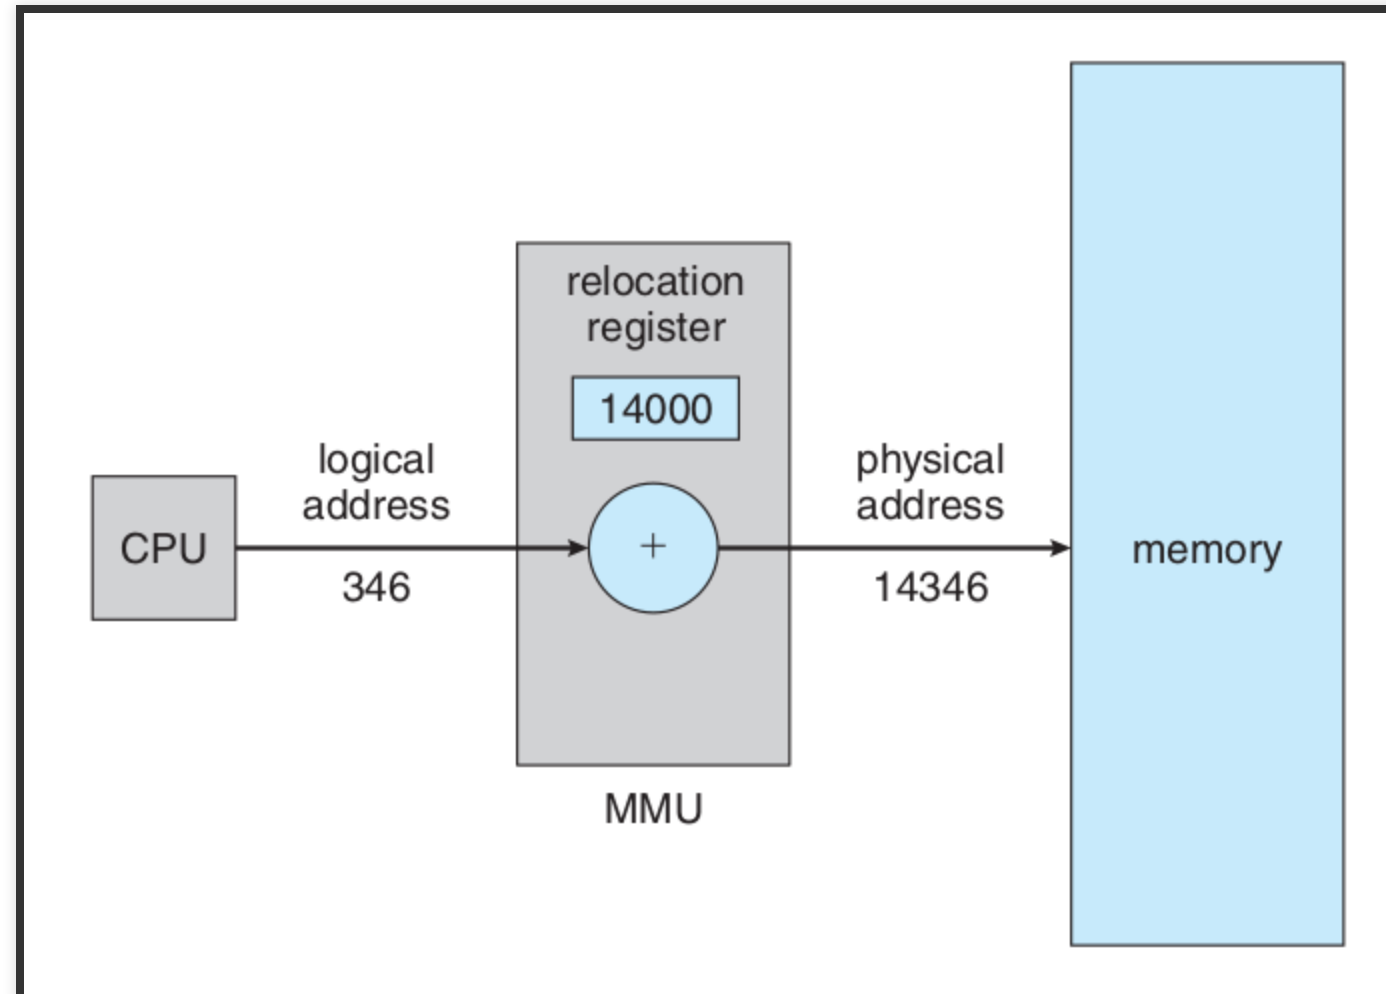 relocation
register
14000
logical
address
physical
address
CPU
+
memory
346
14346
MMU